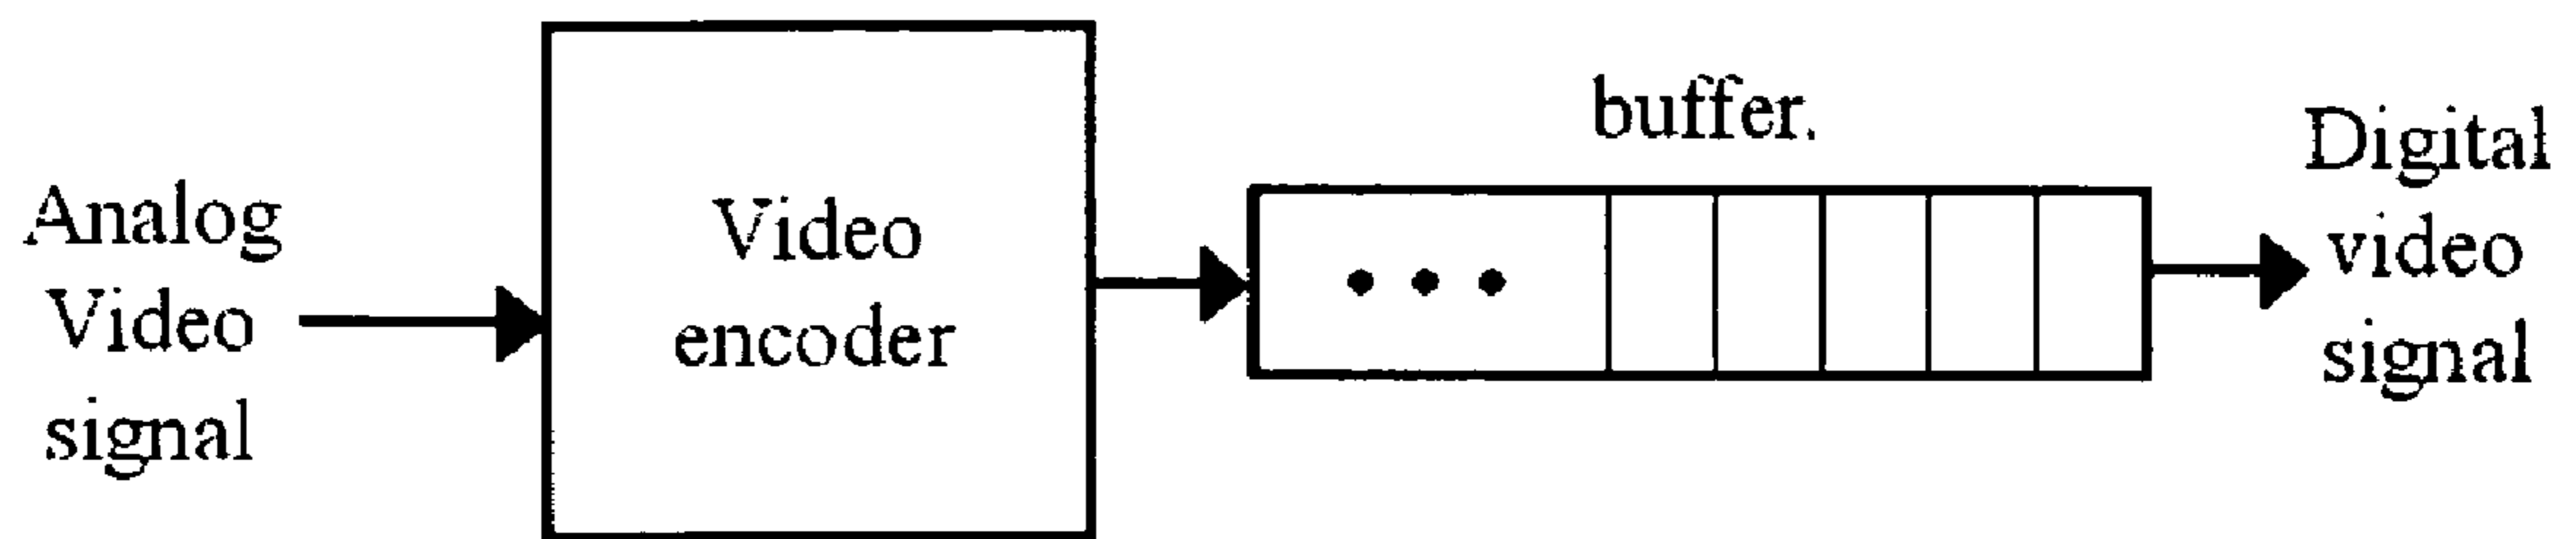 Analog
Video
signal
Video
encoder
buffer.
Digital
video
signal